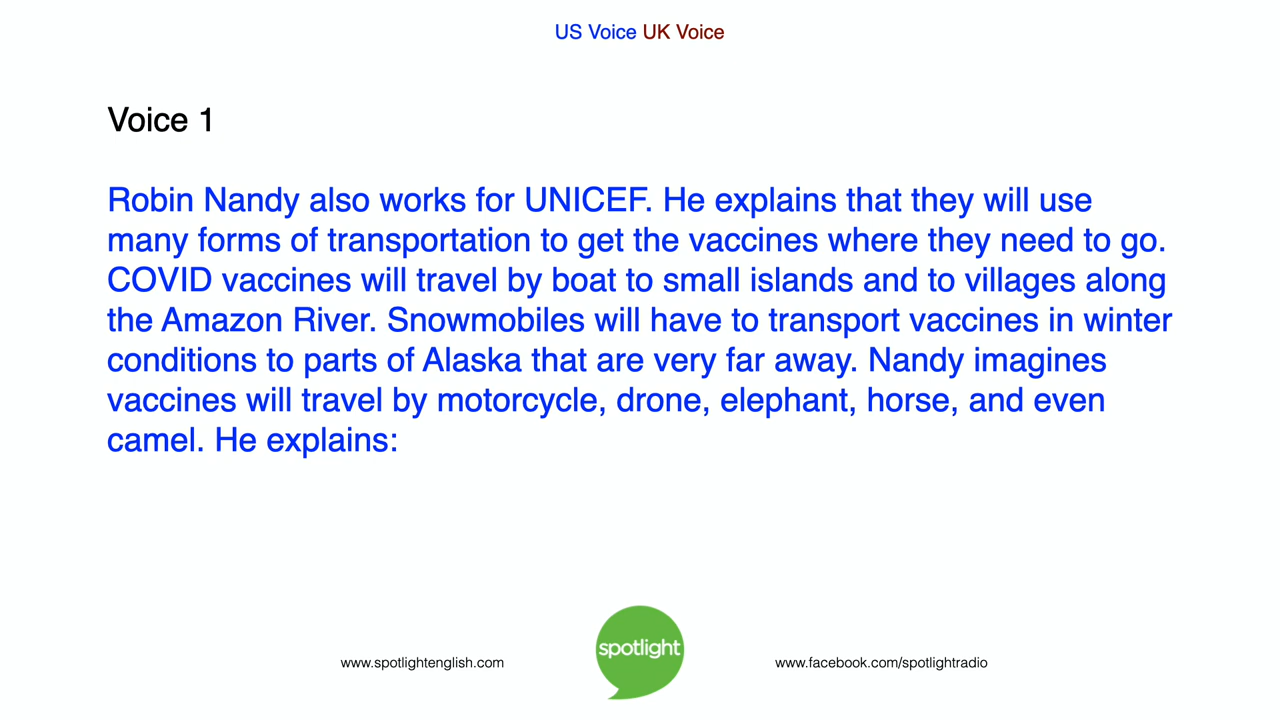 US Voice UK Voice
Voice 1
Robin Nandy also works for UNICEF. He explains that they will use
many forms of transportation to get the vaccines where they need to go.
COVID vaccines will travel by boat to small islands and to villages along
the Amazon River. Snowmobiles will have to transport vaccines in winter
conditions to parts of Alaska that are very far away. Nandy imagines
vaccines will travel by motorcycle, drone, elephant, horse, and even
camel. He explains:
spotlight
www.spotlightenglish.com
www.facebook.com/spotlightradio